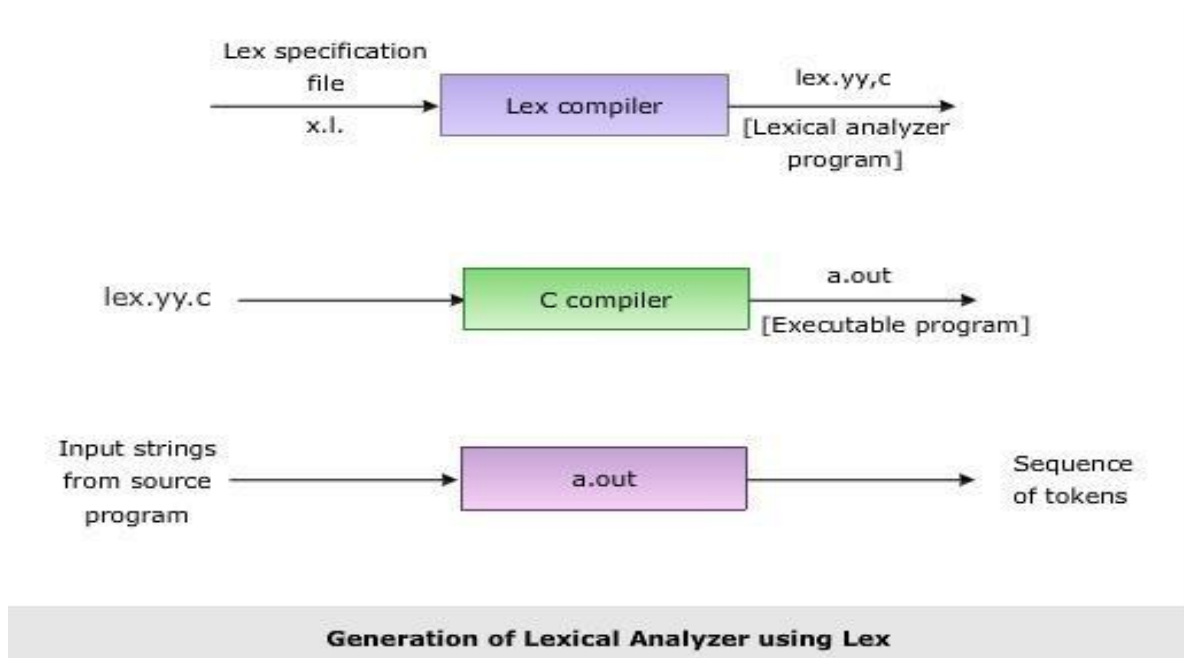 Lex specification
file
x.l.
Lex compiler
lex.yy,c
[Lexical analyzer
program]
lex.yy.c
C compiler
a.out
[Executable program]
Input strings
from source
program
a.out
Sequence
of tokens
Generation of Lexical Analyzer using Lex